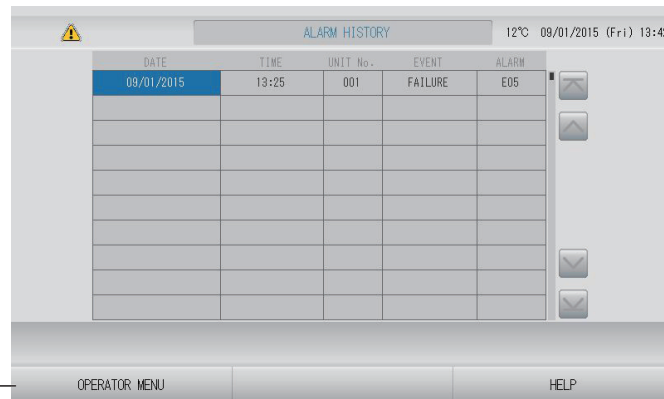 ALARM HISTORY 12℃ 09/01/2015 (Fri) 13:42
DATE TIME UNIT No. EVENT ALARM
09/01/2015 13:25 001 FAILURE E05
OPERATOR MENU HELP